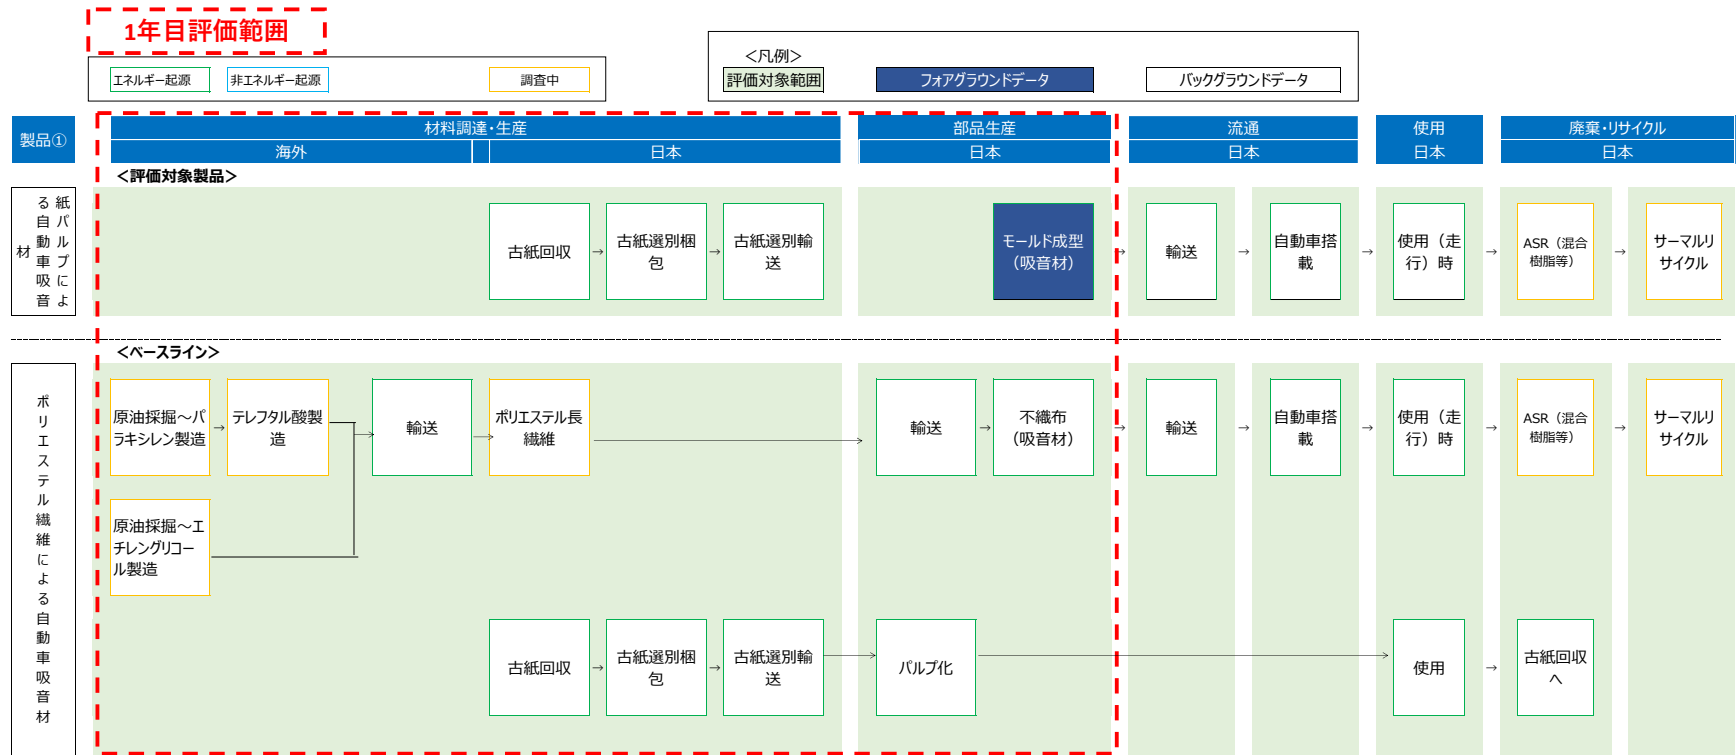 1年目評価範囲
エネルギー起源
非エネルギー起源
調査中
<凡例>
評価対象範囲
フォアグラウンドデータ
バックグラウンドデータ
製品①
材料調達・生産
部品生産
流通
使用
廃棄・リサイクル
海外
日本
日本
日本
日本
日本
<評価対象製品>
紙パルプによ
る自動車吸音
材
古紙回収
→
古紙選別梱
包
→
古紙選別輸
送
モールド成型
（吸音材）
→
輸送
→
自動車搭
載
→
使用（走
行）時
→
ASR（混合
樹脂等）
→
サーマルリ
サイクル
<ベースライン>
ポリエステル繊維による自動車吸音材
原油採掘～パ
ラキシレン製造
→
テレフタル酸製
造
輸送
ポリエステル長
繊維
輸送
→
不織布
（吸音材）
→
輸送
→
自動車搭
載
→
使用（走
行）時
→
ASR（混合
樹脂等）
→
サーマルリ
サイクル
原油採掘～エ
チレングリコー
ル製造
古紙回収
→
古紙選別梱
包
→
古紙選別輸
送
パルプ化
使用
→
古紙回収
へ